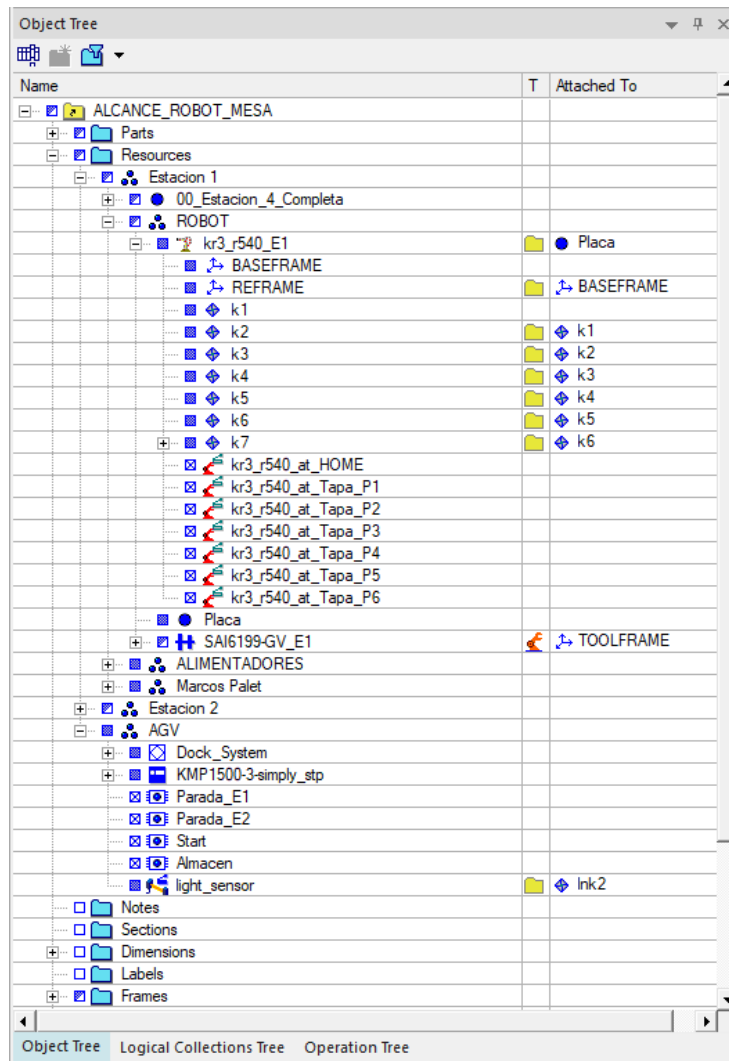 Object Tree
Name T Attached To
ALCANCE_ROBOT_MESA
Parts
Resources
Estacion 1
00_Estacion_4_Completa
ROBOT
kr3_r540_E1 Placa
BASEFRAME
REFRAME BASEFRAME
k1
k2 k1
k3 k2
k4 k3
k5 k4
k6 k5
k7 k6
kr3_r540_at_HOME
kr3_r540_at_Tapa_P1
kr3_r540_at_Tapa_P2
kr3_r540_at_Tapa_P3
kr3_r540_at_Tapa_P4
kr3_r540_at_Tapa_P5
kr3_r540_at_Tapa_P6
Placa
SAI6199-GV_E1 TOOLFRAME
ALIMENTADORES
Marcos Palet
Estacion 2
AGV
Dock_System
KMP1500-3-simply_stp
Parada_E1
Parada_E2
Start
Almacen
light_sensor lnk2
Notes
Sections
Dimensions
Labels
Frames
Object Tree Logical Collections Tree Operation Tree